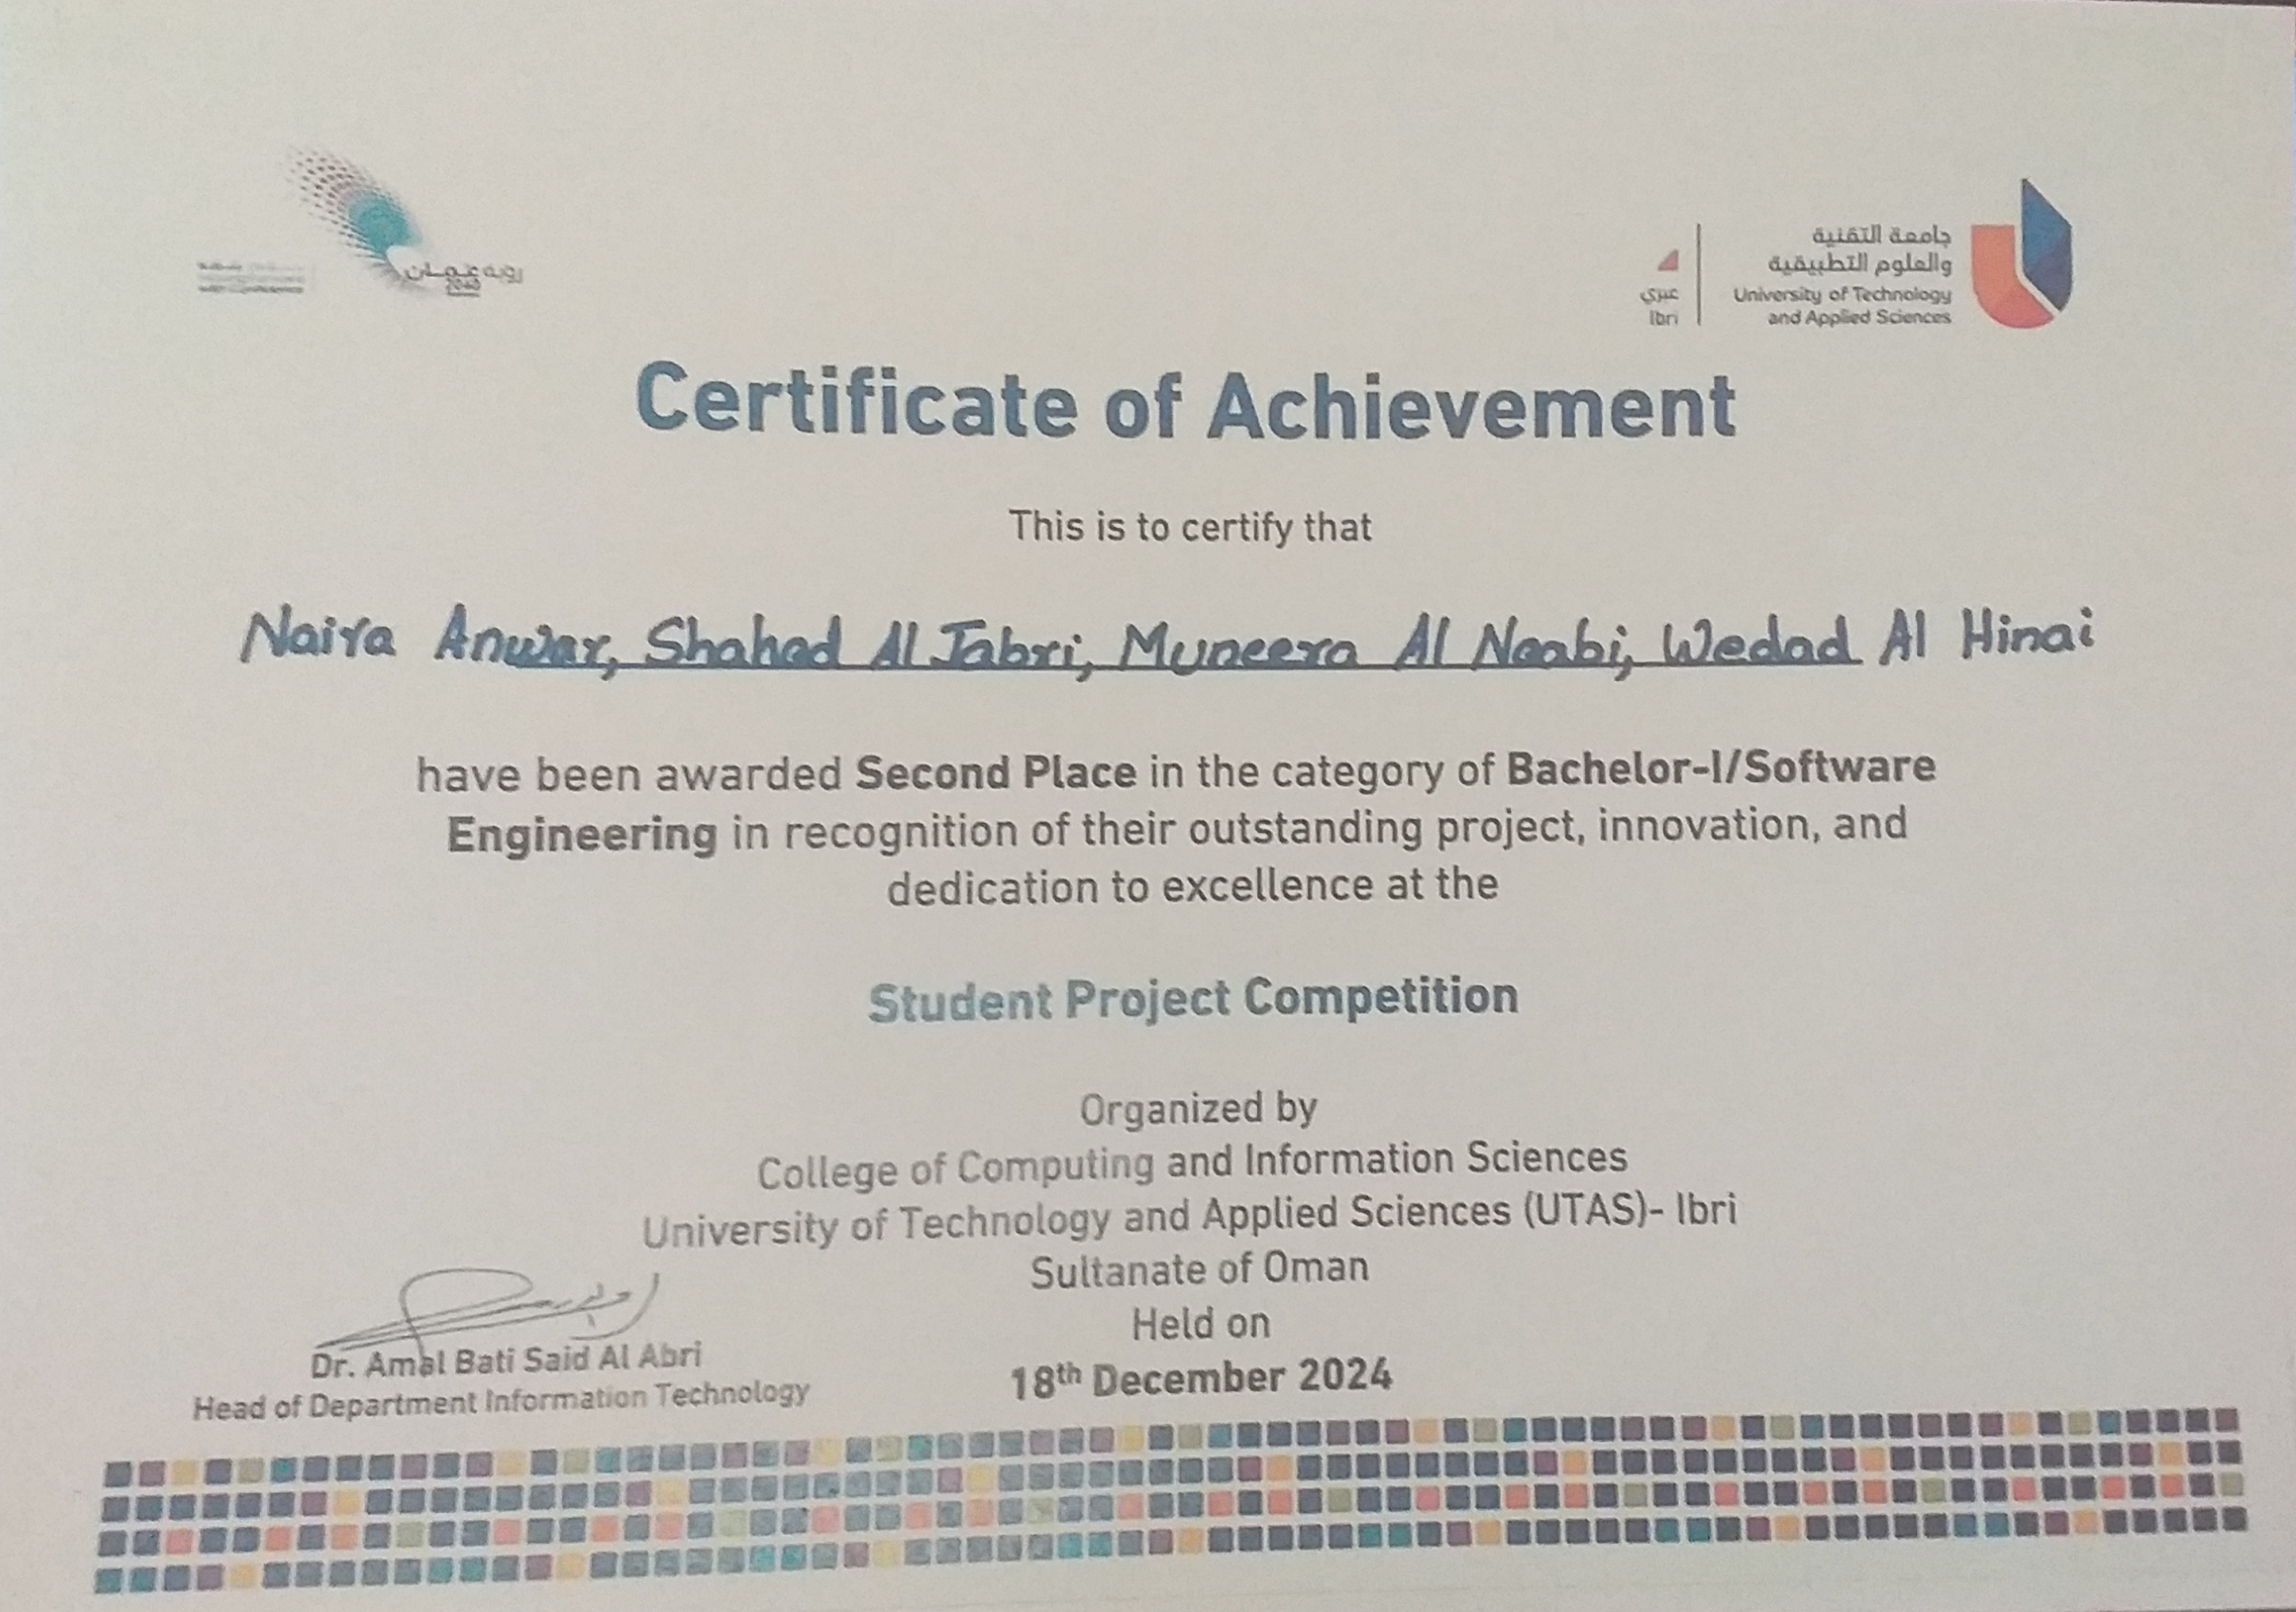 رؤية عُمان
2040
جامعة التقنية
والعلوم التطبيقية
University of Technology
and Applied Sciences
عبري
Ibri
Certificate of Achievement
This is to certify that
Naira Anwar, Shahad Al Jabri, Muneera Al Naabi, Wedad Al Hinai
have been awarded Second Place in the category of Bachelor-I/Software
Engineering in recognition of their outstanding project, innovation, and
dedication to excellence at the
Student Project Competition
Organized by
College of Computing and Information Sciences
University of Technology and Applied Sciences (UTAS)- Ibri
Sultanate of Oman
Held on
18th December 2024
Dr. Amal Bati Said Al Abri
Head of Department Information Technology